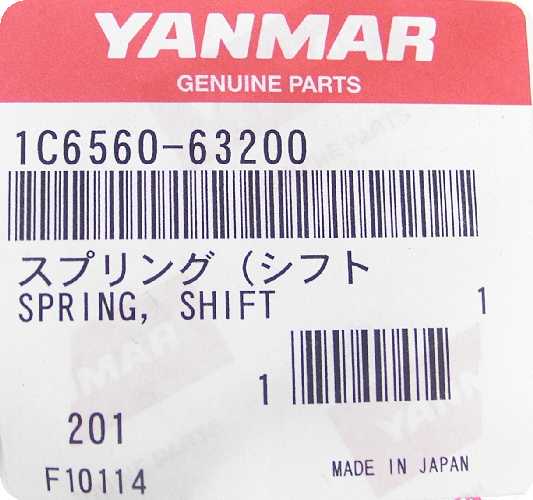 YANMAR
GENUINE PARTS
1C6560-63200
スプリング（シフト
SPRING, SHIFT 1
1
201
F10114 MADE IN JAPAN